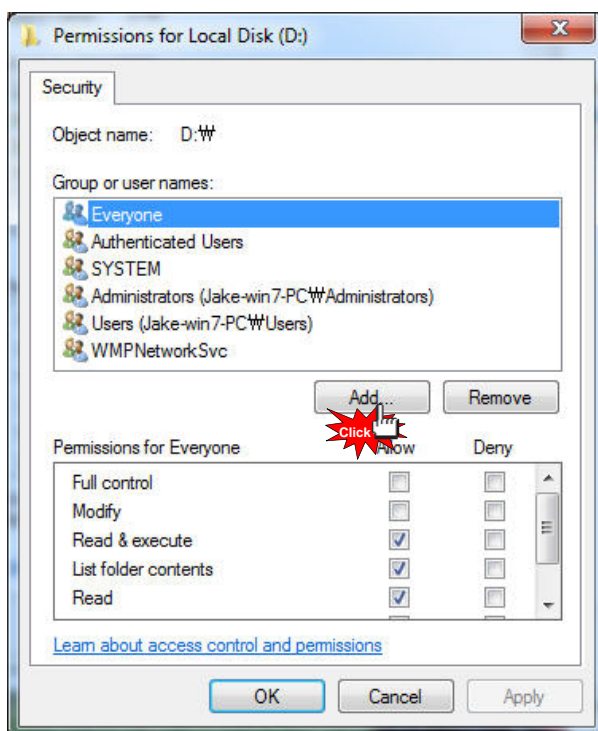 Permissions for Local Disk (D:)
Security
Object name: D:₩
Group or user names:
Everyone
Authenticated Users
SYSTEM
Administrators (Jake-win7-PC₩Administrators)
Users (Jake-win7-PC₩Users)
WMPNetworkSvc
Add... Remove
Click
Permissions for Everyone Allow Deny
Full control
Modify
Read & execute
List folder contents
Read
Learn about access control and permissions
OK Cancel Apply